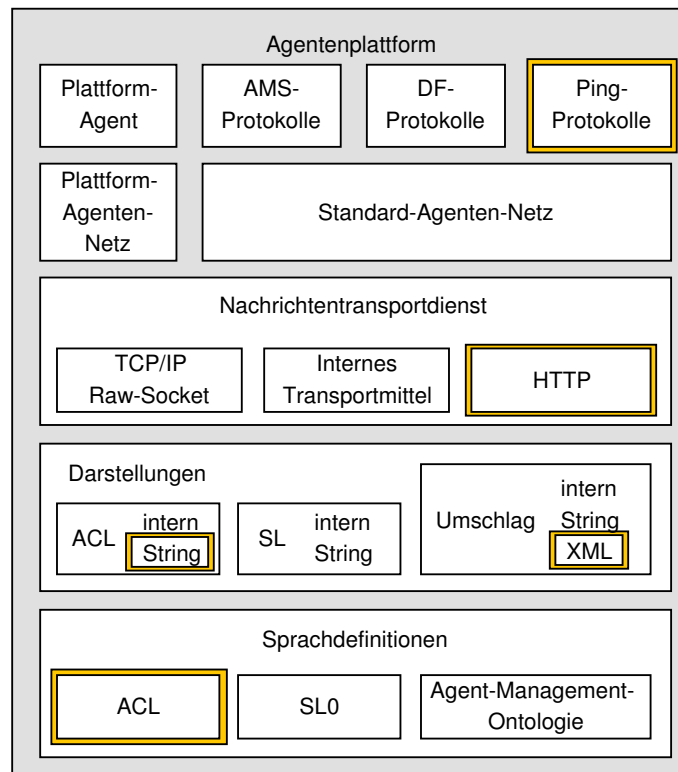 Agentenplattform
Plattform-
Agent
AMS-
Protokolle
DF-
Protokolle
Ping-
Protokolle
Plattform-
Agenten-
Netz
Standard-Agenten-Netz
Nachrichtentransportdienst
TCP/IP
Raw-Socket
Internes
Transportmittel
HTTP
Darstellungen
ACL
intern
String
SL
intern
String
Umschlag
intern
String
XML
Sprachdefinitionen
ACL
SL0
Agent-Management-
Ontologie